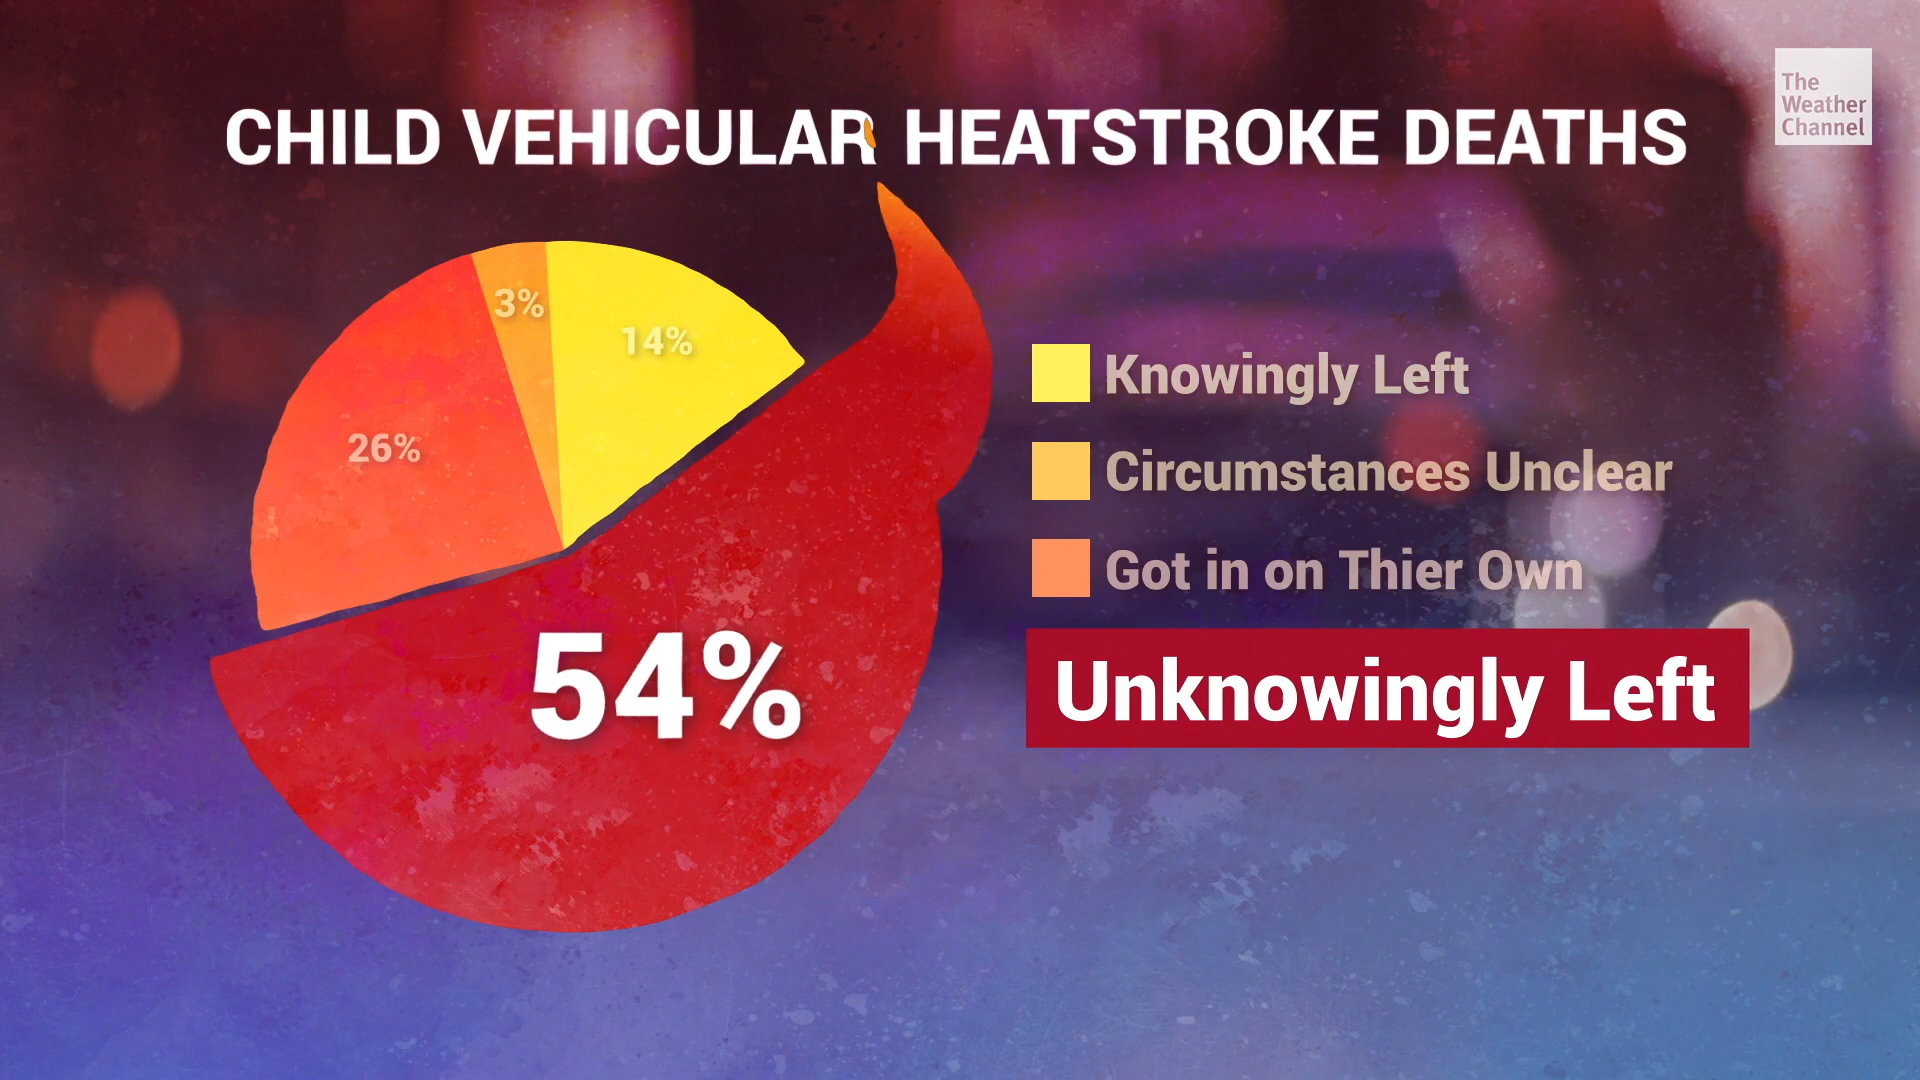 The
Weather
Channel
CHILD VEHICULAR HEATSTROKE DEATHS
3%
14%
26%
54%
Knowingly Left
Circumstances Unclear
Got in on Thier Own
Unknowingly Left